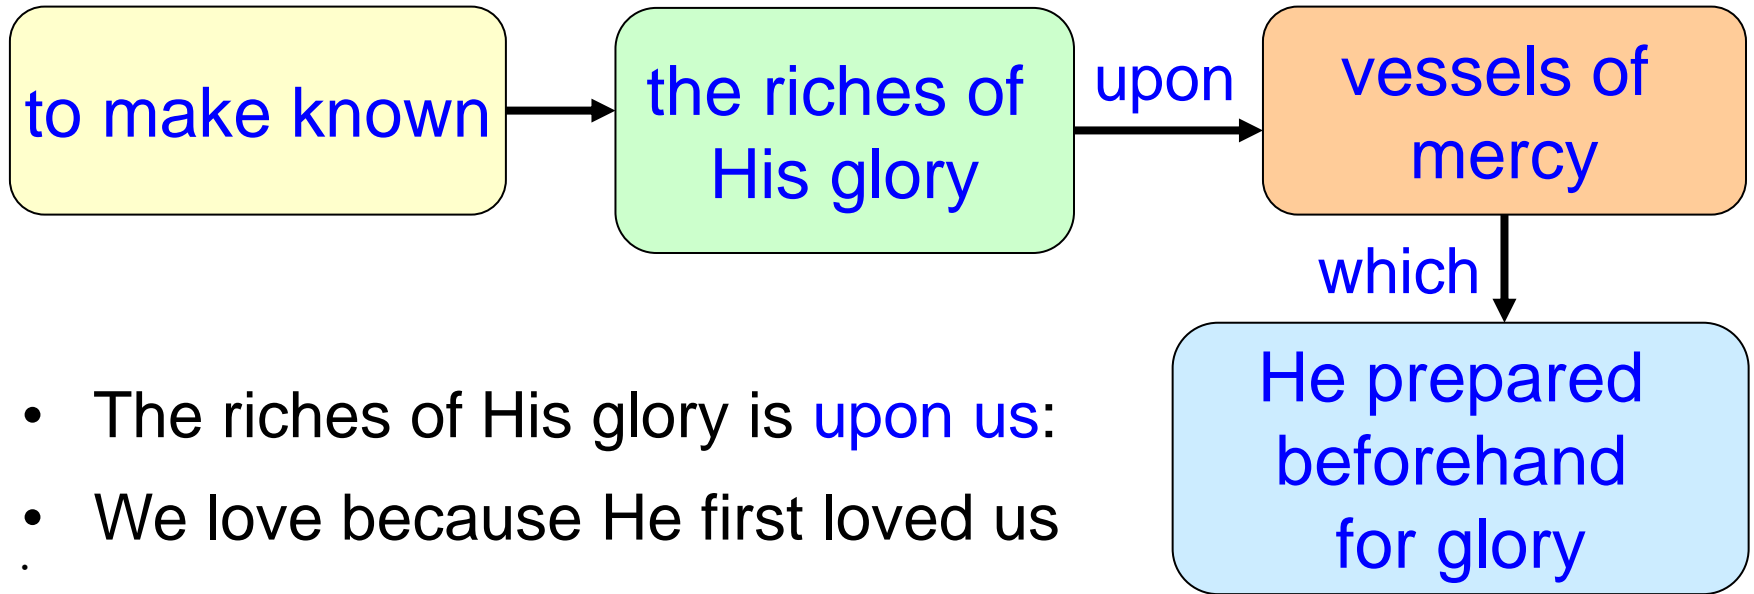 to make known
the riches of
His glory
upon
vessels of
mercy
which
He prepared
beforehand
for glory
• The riches of His glory is upon us:
• We love because He first loved us
•